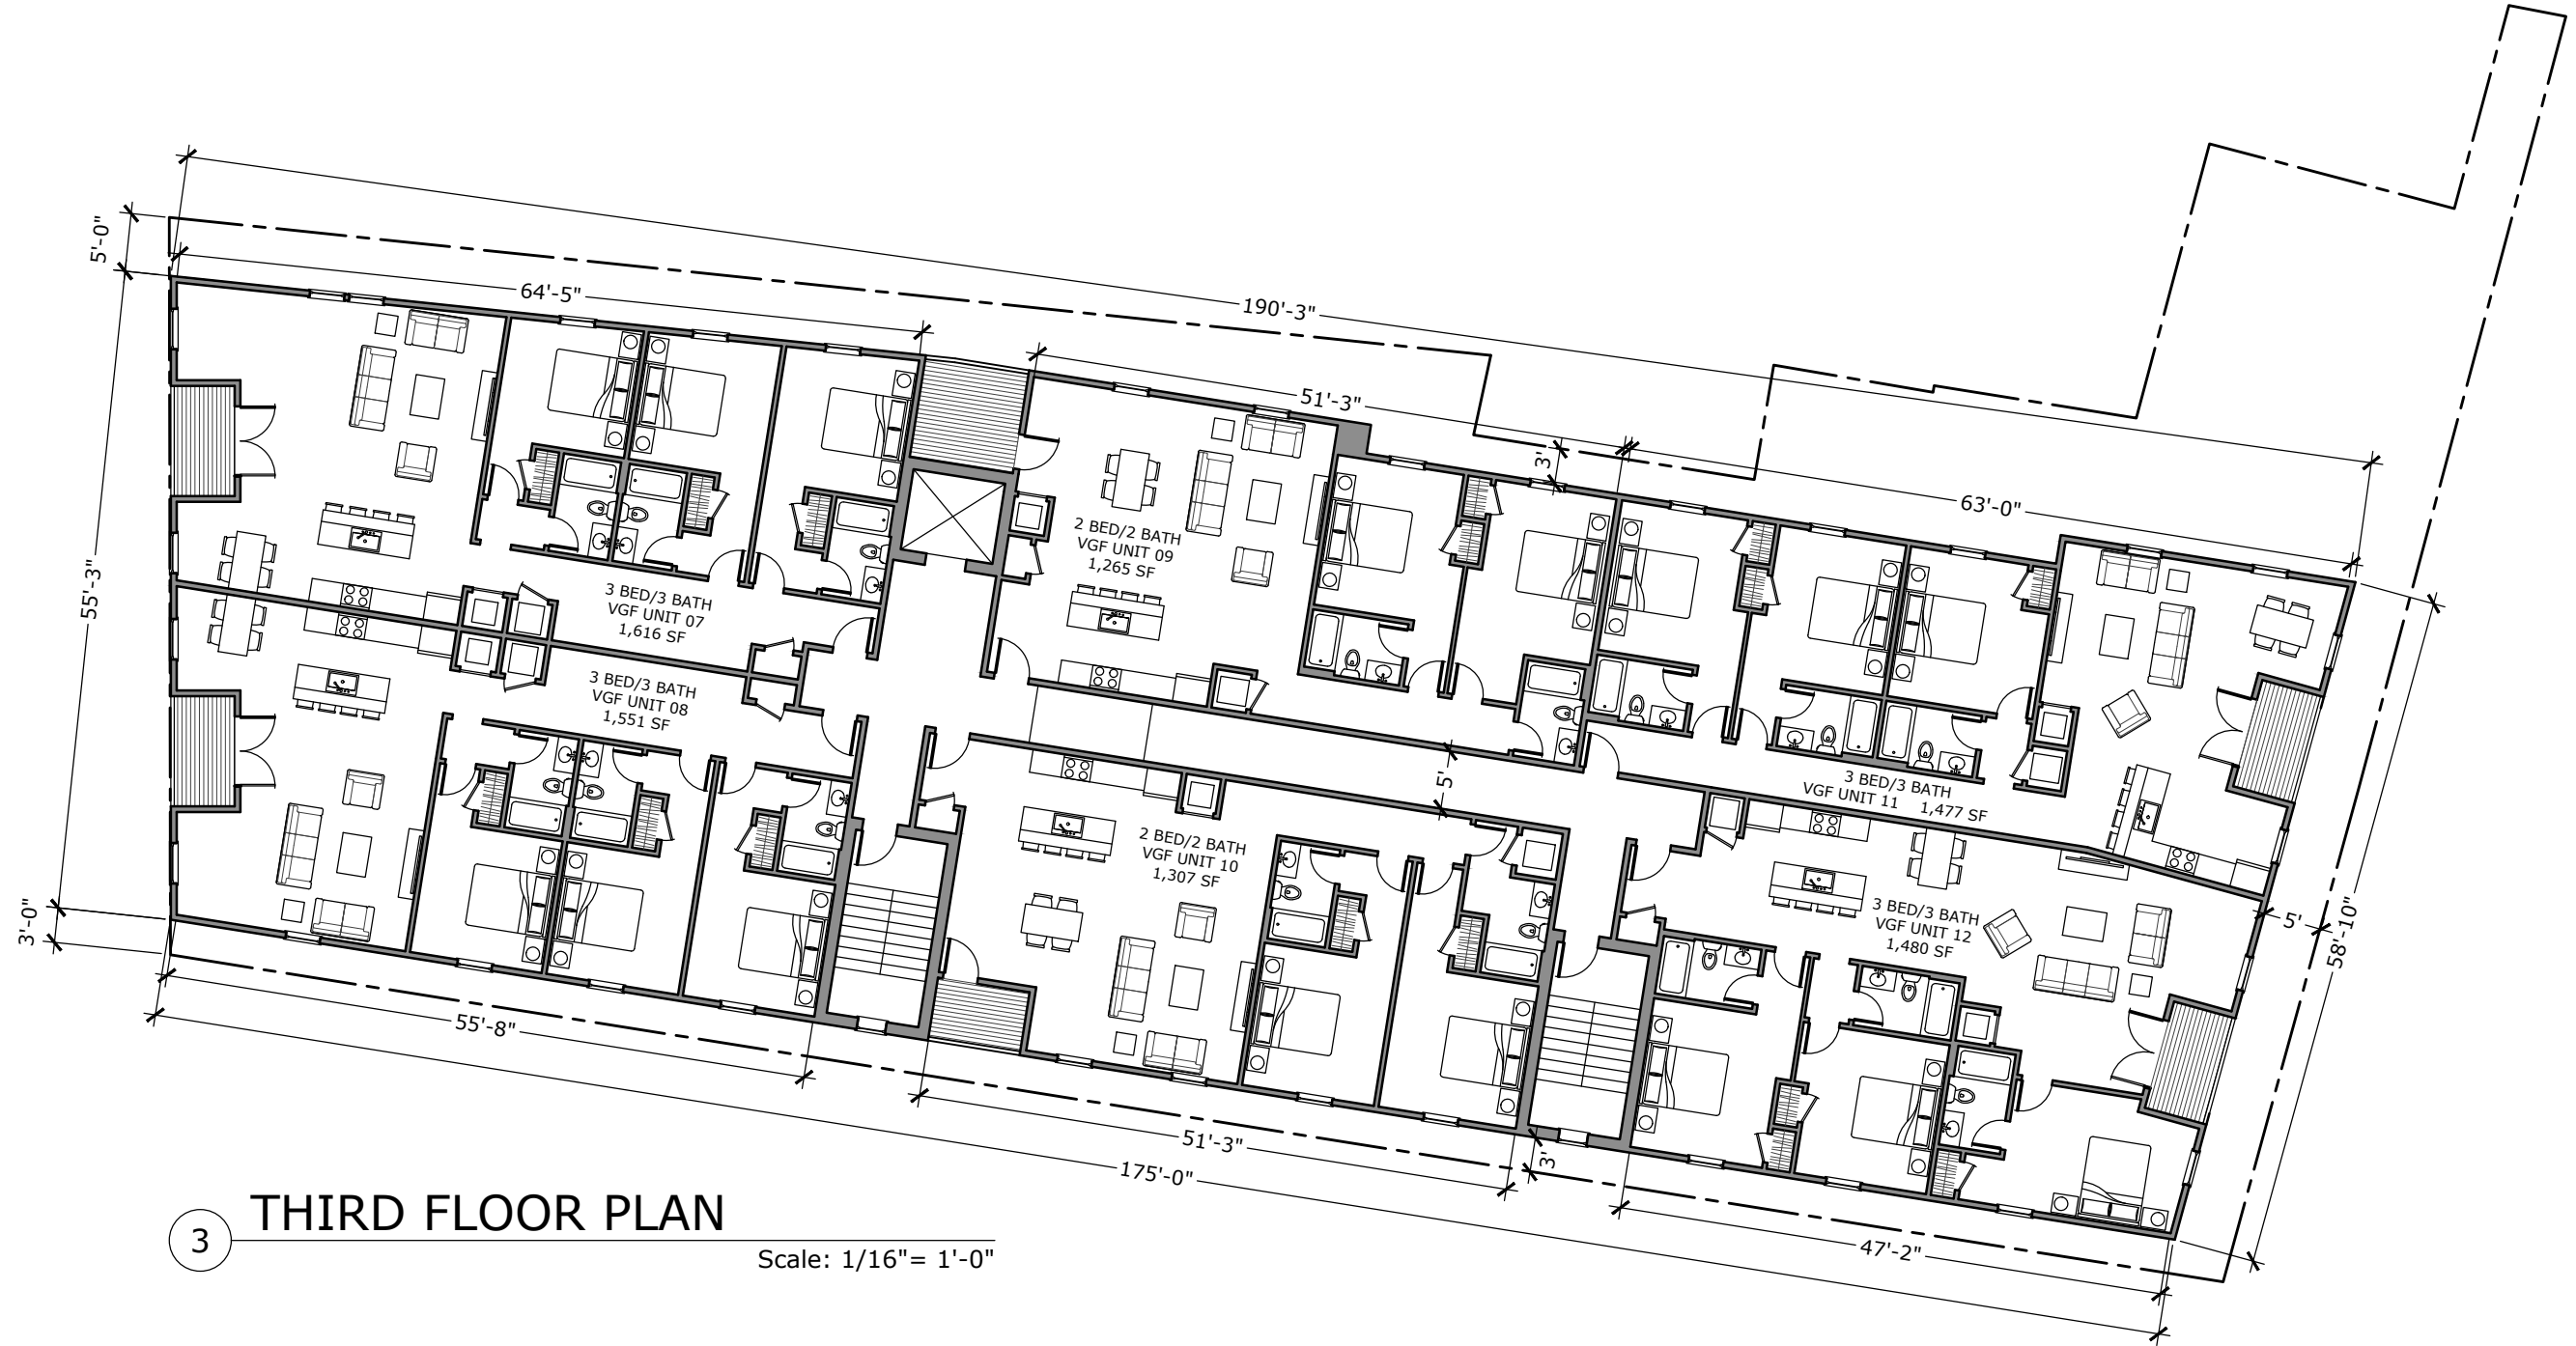 5'-0"
64'-5"
190'-3"
51'-3"
3'
63'-0"
55'-3"
3 BED/3 BATH
VGF UNIT 07
1,616 SF
2 BED/2 BATH
VGF UNIT 09
1,265 SF
3 BED/3 BATH
VGF UNIT 08
1,551 SF
5'
3 BED/3 BATH
VGF UNIT 11 1,477 SF
2 BED/2 BATH
VGF UNIT 10
1,307 SF
3 BED/3 BATH
VGF UNIT 12
1,480 SF
5'
58'-10"
3'-0"
55'-8"
51'-3"
3'
175'-0"
47'-2"
3 THIRD FLOOR PLAN
Scale: 1/16"= 1'-0"